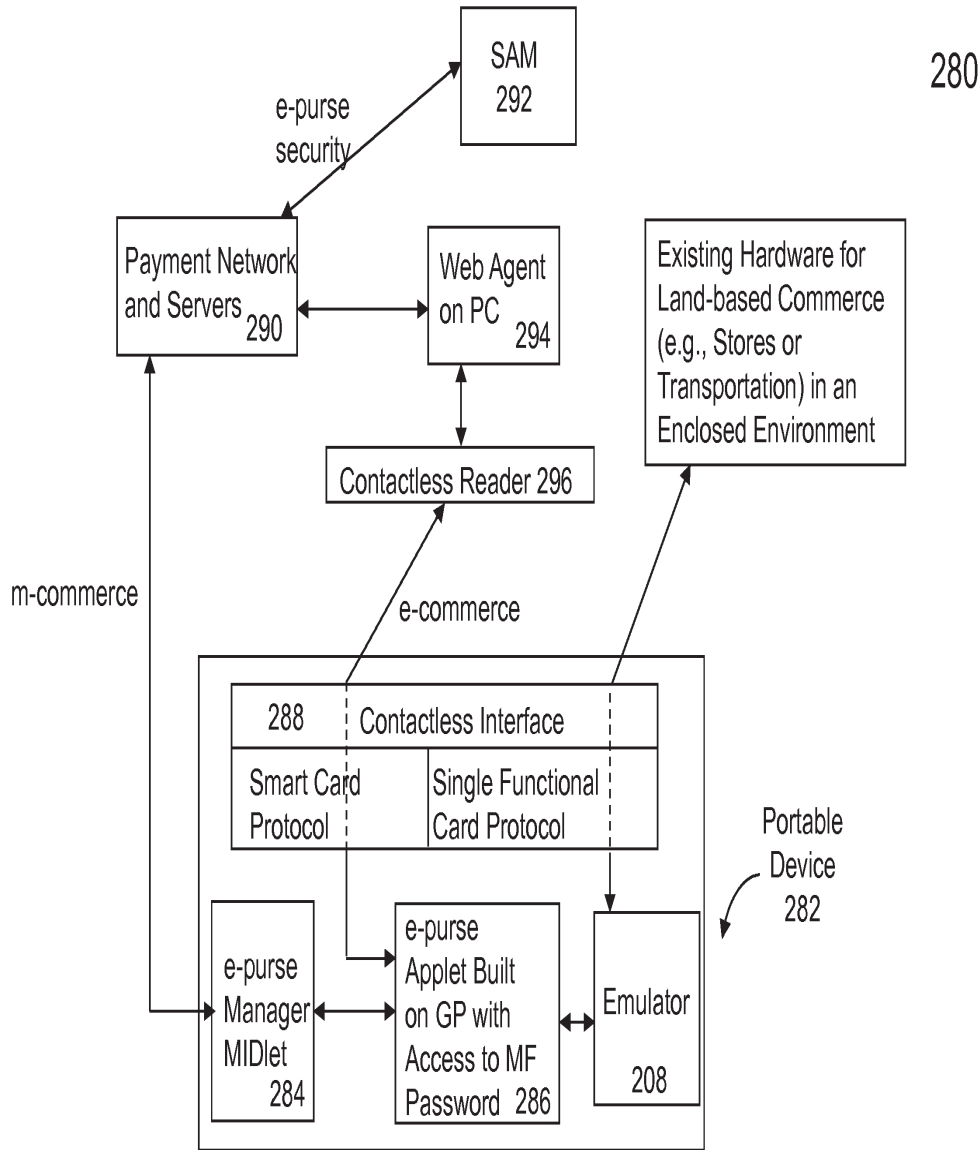 280
SAM
292
e-purse
security
Payment Network
and Servers
290
Web Agent
on PC
294
Existing Hardware for
Land-based Commerce
(e.g., Stores or
Transportation) in an
Enclosed Environment
Contactless Reader 296
m-commerce
e-commerce
288 Contactless Interface
Smart Card
Protocol
Single Functional
Card Protocol
Portable
Device
282
e-purse
Manager
MIDlet
284
e-purse
Applet Built
on GP with
Access to MF
Password 286
Emulator
208